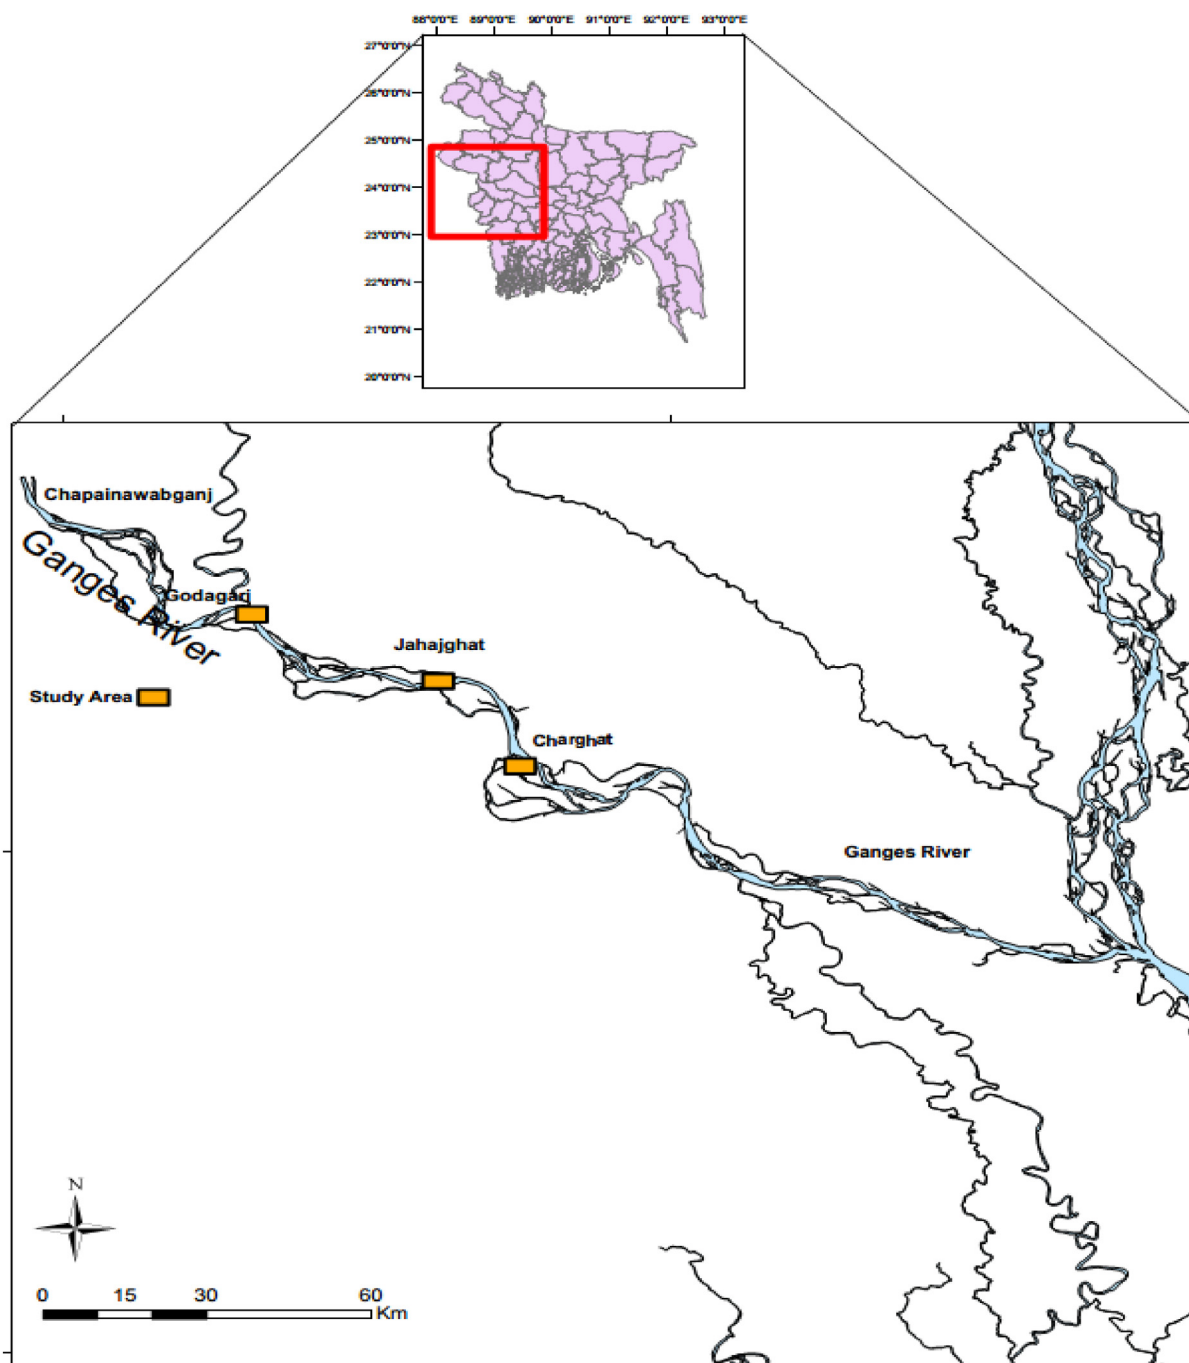 88°0'0"E 89°0'0"E 90°0'0"E 91°0'0"E 92°0'0"E 93°0'0"E
27°0'0"N
26°0'0"N
25°0'0"N
24°0'0"N
23°0'0"N
22°0'0"N
21°0'0"N
20°0'0"N
Chapainawabganj
Ganges River
Godagari
Jahajghat
Study Area
Charghat
Ganges River
N
0 15 30 60
Km